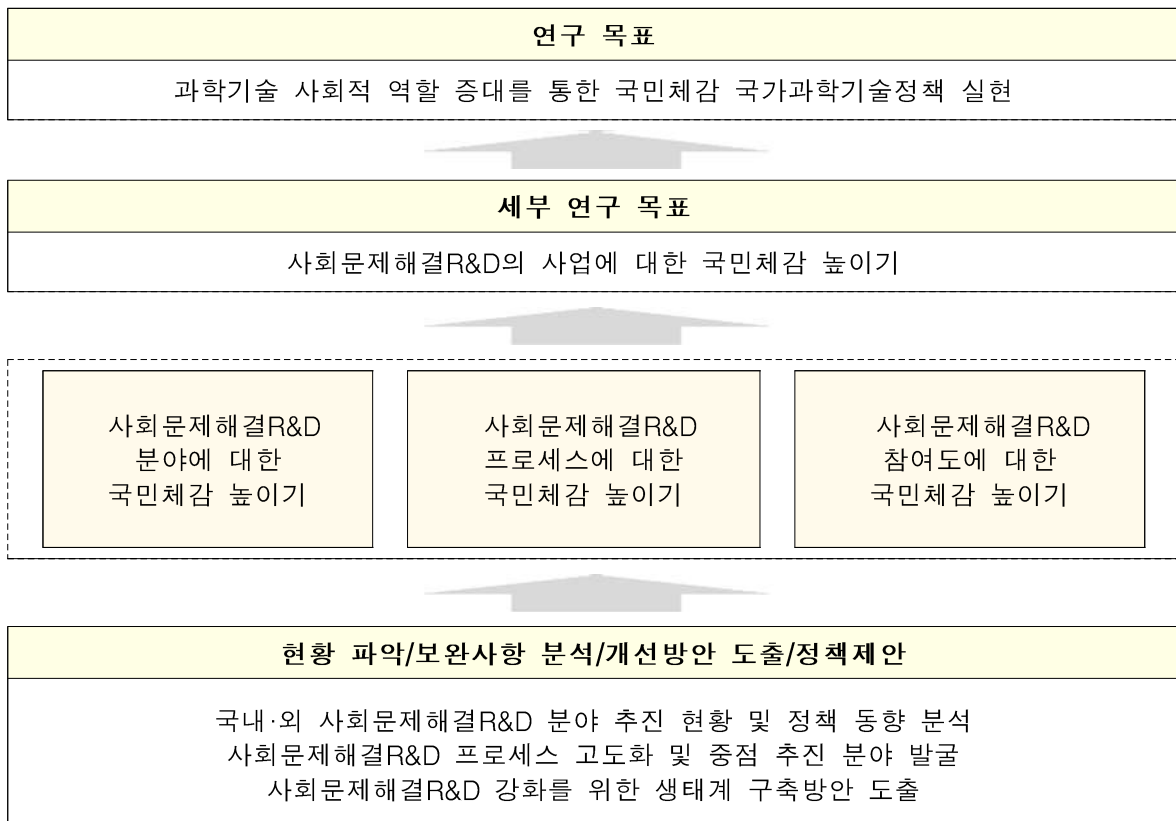 연구 목표
과학기술 사회적 역할 증대를 통한 국민체감 국가과학기술정책 실현
세부 연구 목표
사회문제해결R&D의 사업에 대한 국민체감 높이기
사회문제해결R&D
분야에 대한
국민체감 높이기
사회문제해결R&D
프로세스에 대한
국민체감 높이기
사회문제해결R&D
참여도에 대한
국민체감 높이기
현황 파악/보완사항 분석/개선방안 도출/정책제안
국내·외 사회문제해결R&D 분야 추진 현황 및 정책 동향 분석
사회문제해결R&D 프로세스 고도화 및 중점 추진 분야 발굴
사회문제해결R&D 강화를 위한 생태계 구축방안 도출